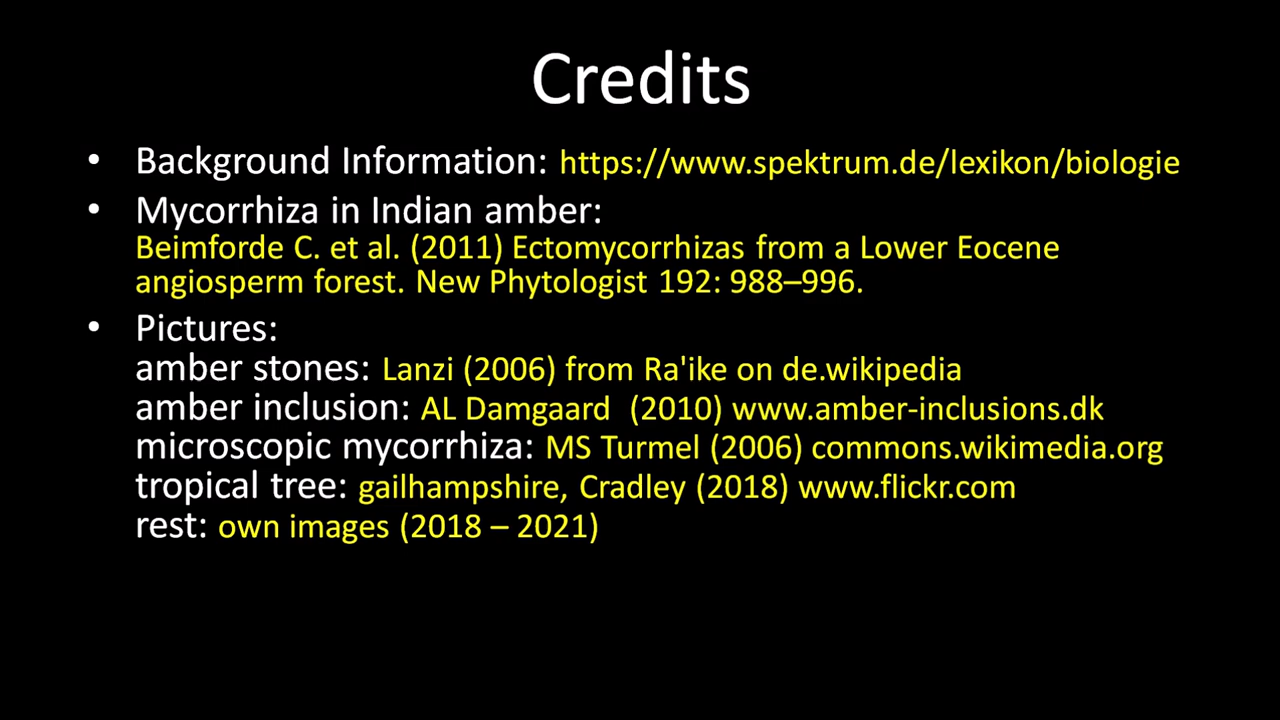 Credits
• Background Information: https://www.spektrum.de/lexikon/biologie
• Mycorrhiza in Indian amber:
Beimforde C. et al. (2011) Ectomycorrhizas from a Lower Eocene
angiosperm forest. New Phytologist 192: 988–996.
• Pictures:
amber stones: Lanzi (2006) from Ra'ike on de.wikipedia
amber inclusion: AL Damgaard  (2010) www.amber-inclusions.dk
microscopic mycorrhiza: MS Turmel (2006) commons.wikimedia.org
tropical tree: gailhampshire, Cradley (2018) www.flickr.com
rest: own images (2018 – 2021)